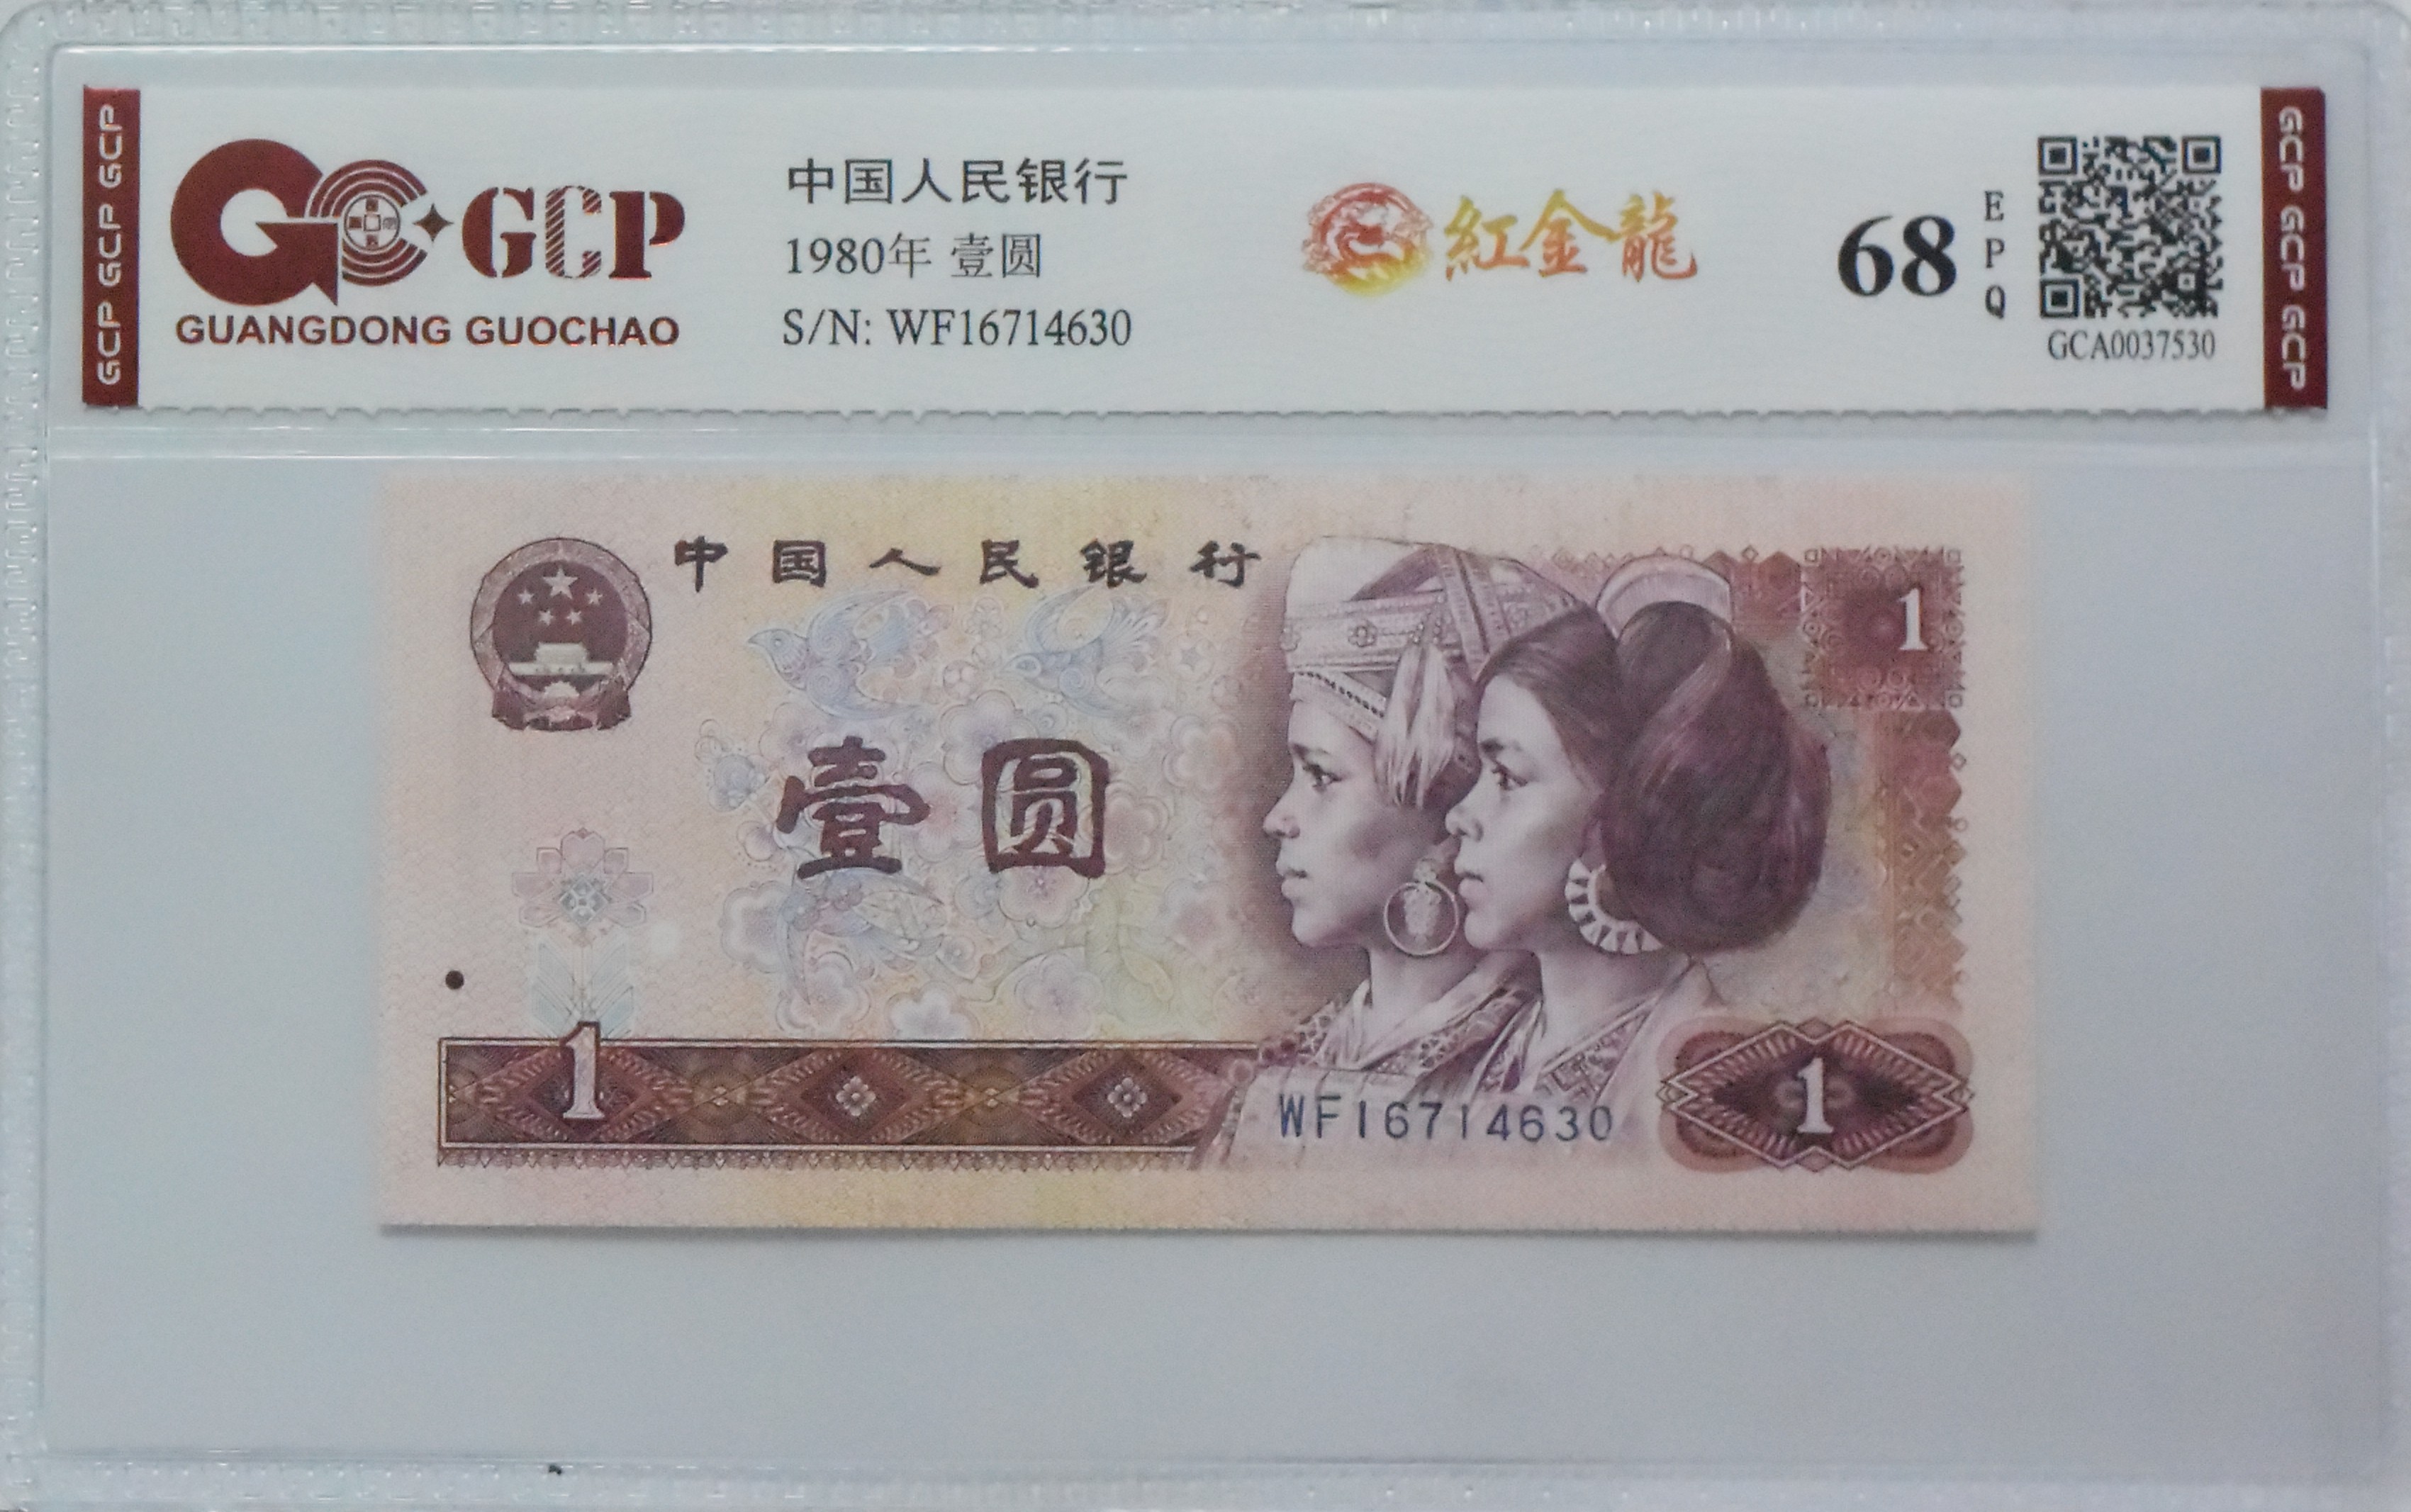 GCP GCP GCP
GC GCP
GUANGDONG GUOCHAO
中国人民银行
1980年 壹圆
S/N: WF16714630
紅金龍
68
EPQ
GCA0037530
GCP GCP GCP
中国人民银行
1
壹圆
1
WF16714630
1